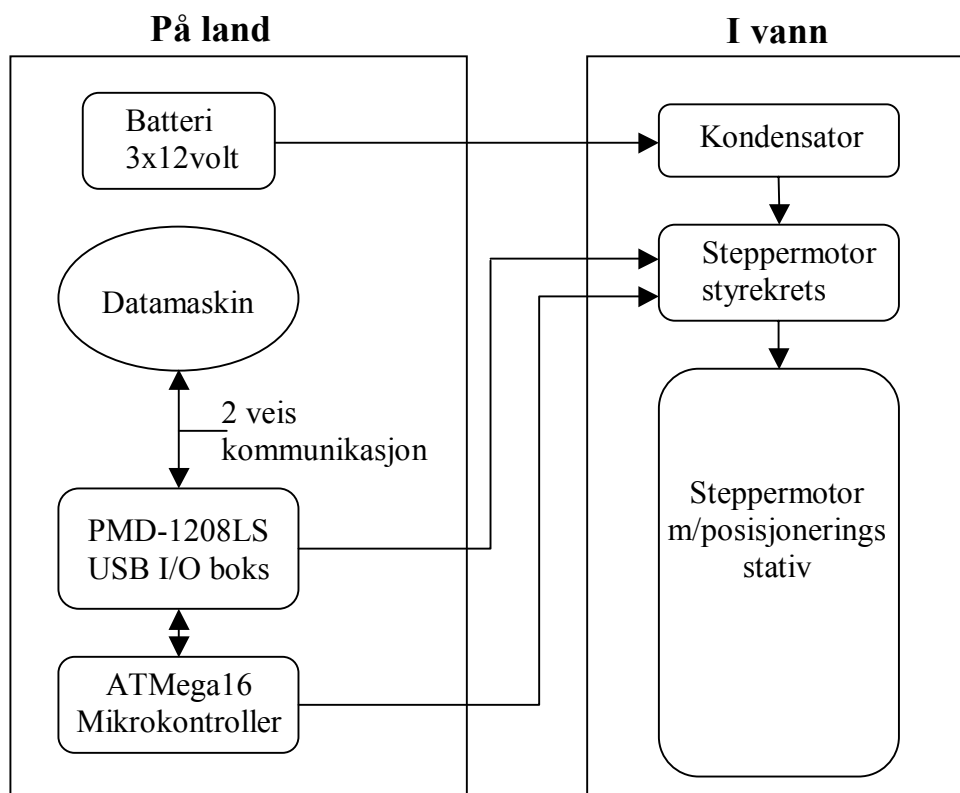 På land
Batteri
3x12volt
Datamaskin
2 veis
kommunikasjon
PMD-1208LS
USB I/O boks
ATMega16
Mikrokontroller
I vann
Kondensator
Steppermotor
styrekrets
Steppermotor
m/posisjonerings
stativ